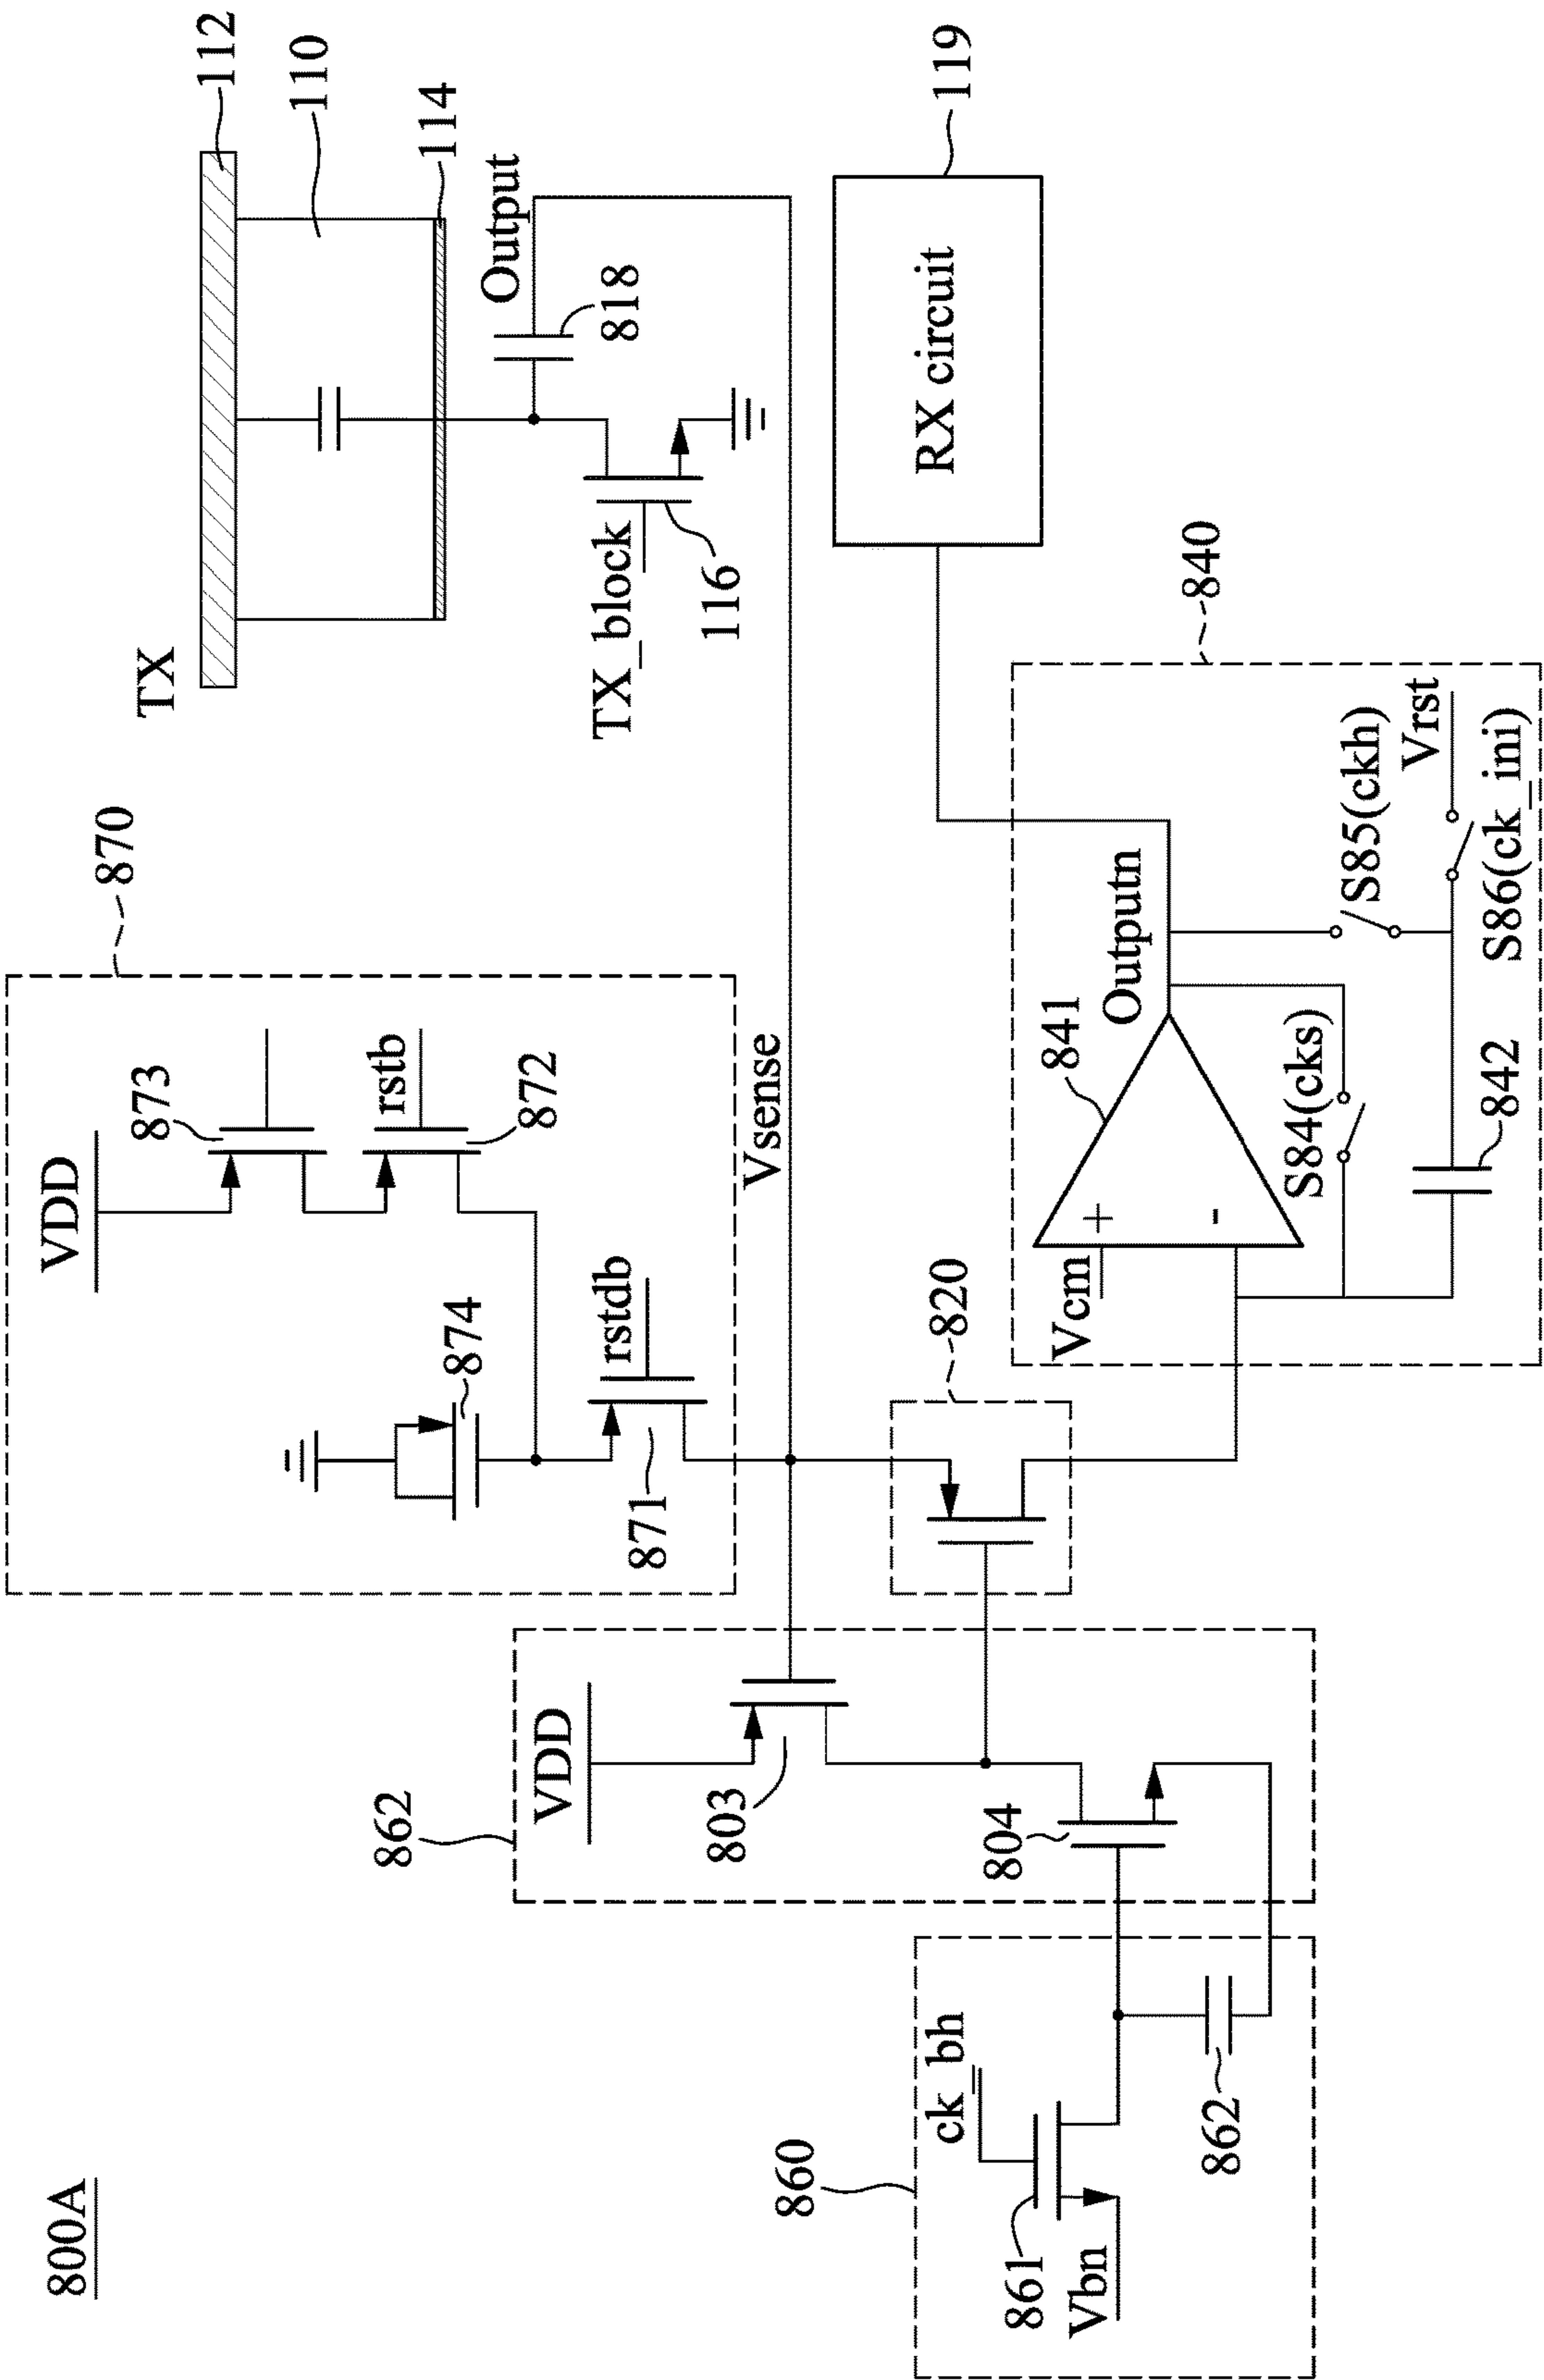 800A
870
VDD
873
rstb
872
874
rstdb
871
Vsense
TX
112
110
114
Output
818
TX_block
116
RX circuit
119
862
VDD
803
804
820
860
ck_bh
861
Vbn
862
840
841
Vcm
+
-
Outputn
S84(cks)
842
S85(ckh)
Vrst
S86(ck_ini)